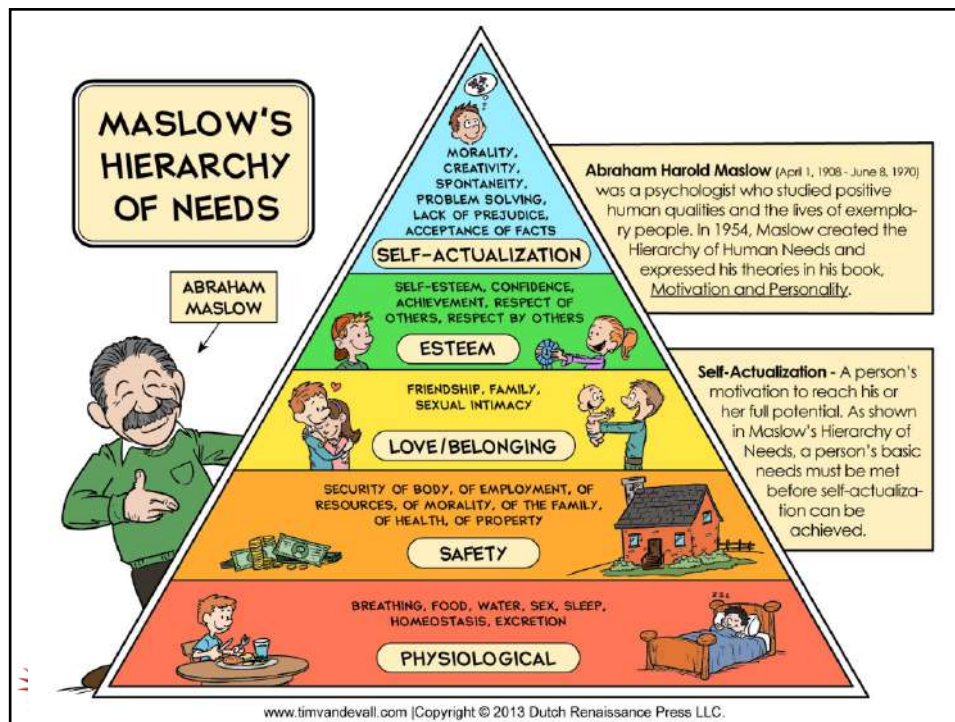 MASLOW'S
HIERARCHY
OF NEEDS
ABRAHAM
MASLOW
MORALITY,
CREATIVITY,
SPONTANEITY,
PROBLEM SOLVING,
LACK OF PREJUDICE,
ACCEPTANCE OF FACTS
SELF-ACTUALIZATION
SELF-ESTEEM, CONFIDENCE,
ACHIEVEMENT, RESPECT OF
OTHERS, RESPECT BY OTHERS
ESTEEM
FRIENDSHIP, FAMILY,
SEXUAL INTIMACY
LOVE/BELONGING
SECURITY OF BODY, OF EMPLOYMENT, OF
RESOURCES, OF MORALITY, OF THE FAMILY,
OF HEALTH, OF PROPERTY
SAFETY
BREATHING, FOOD, WATER, SEX, SLEEP,
HOMEOSTASIS, EXCRETION
PHYSIOLOGICAL
zzz
Abraham Harold Maslow (April 1, 1908 - June 8, 1970)
was a psychologist who studied positive
human qualities and the lives of exempla-
ry people. In 1954, Maslow created the
Hierarchy of Human Needs and
expressed his theories in his book,
Motivation and Personality.
Self-Actualization - A person's
motivation to reach his or
her full potential. As shown
in Maslow's Hierarchy of
Needs, a person's basic
needs must be met
before self-actualiza-
tion can be
achieved.
www.timvandevall.com |Copyright © 2013 Dutch Renaissance Press LLC.